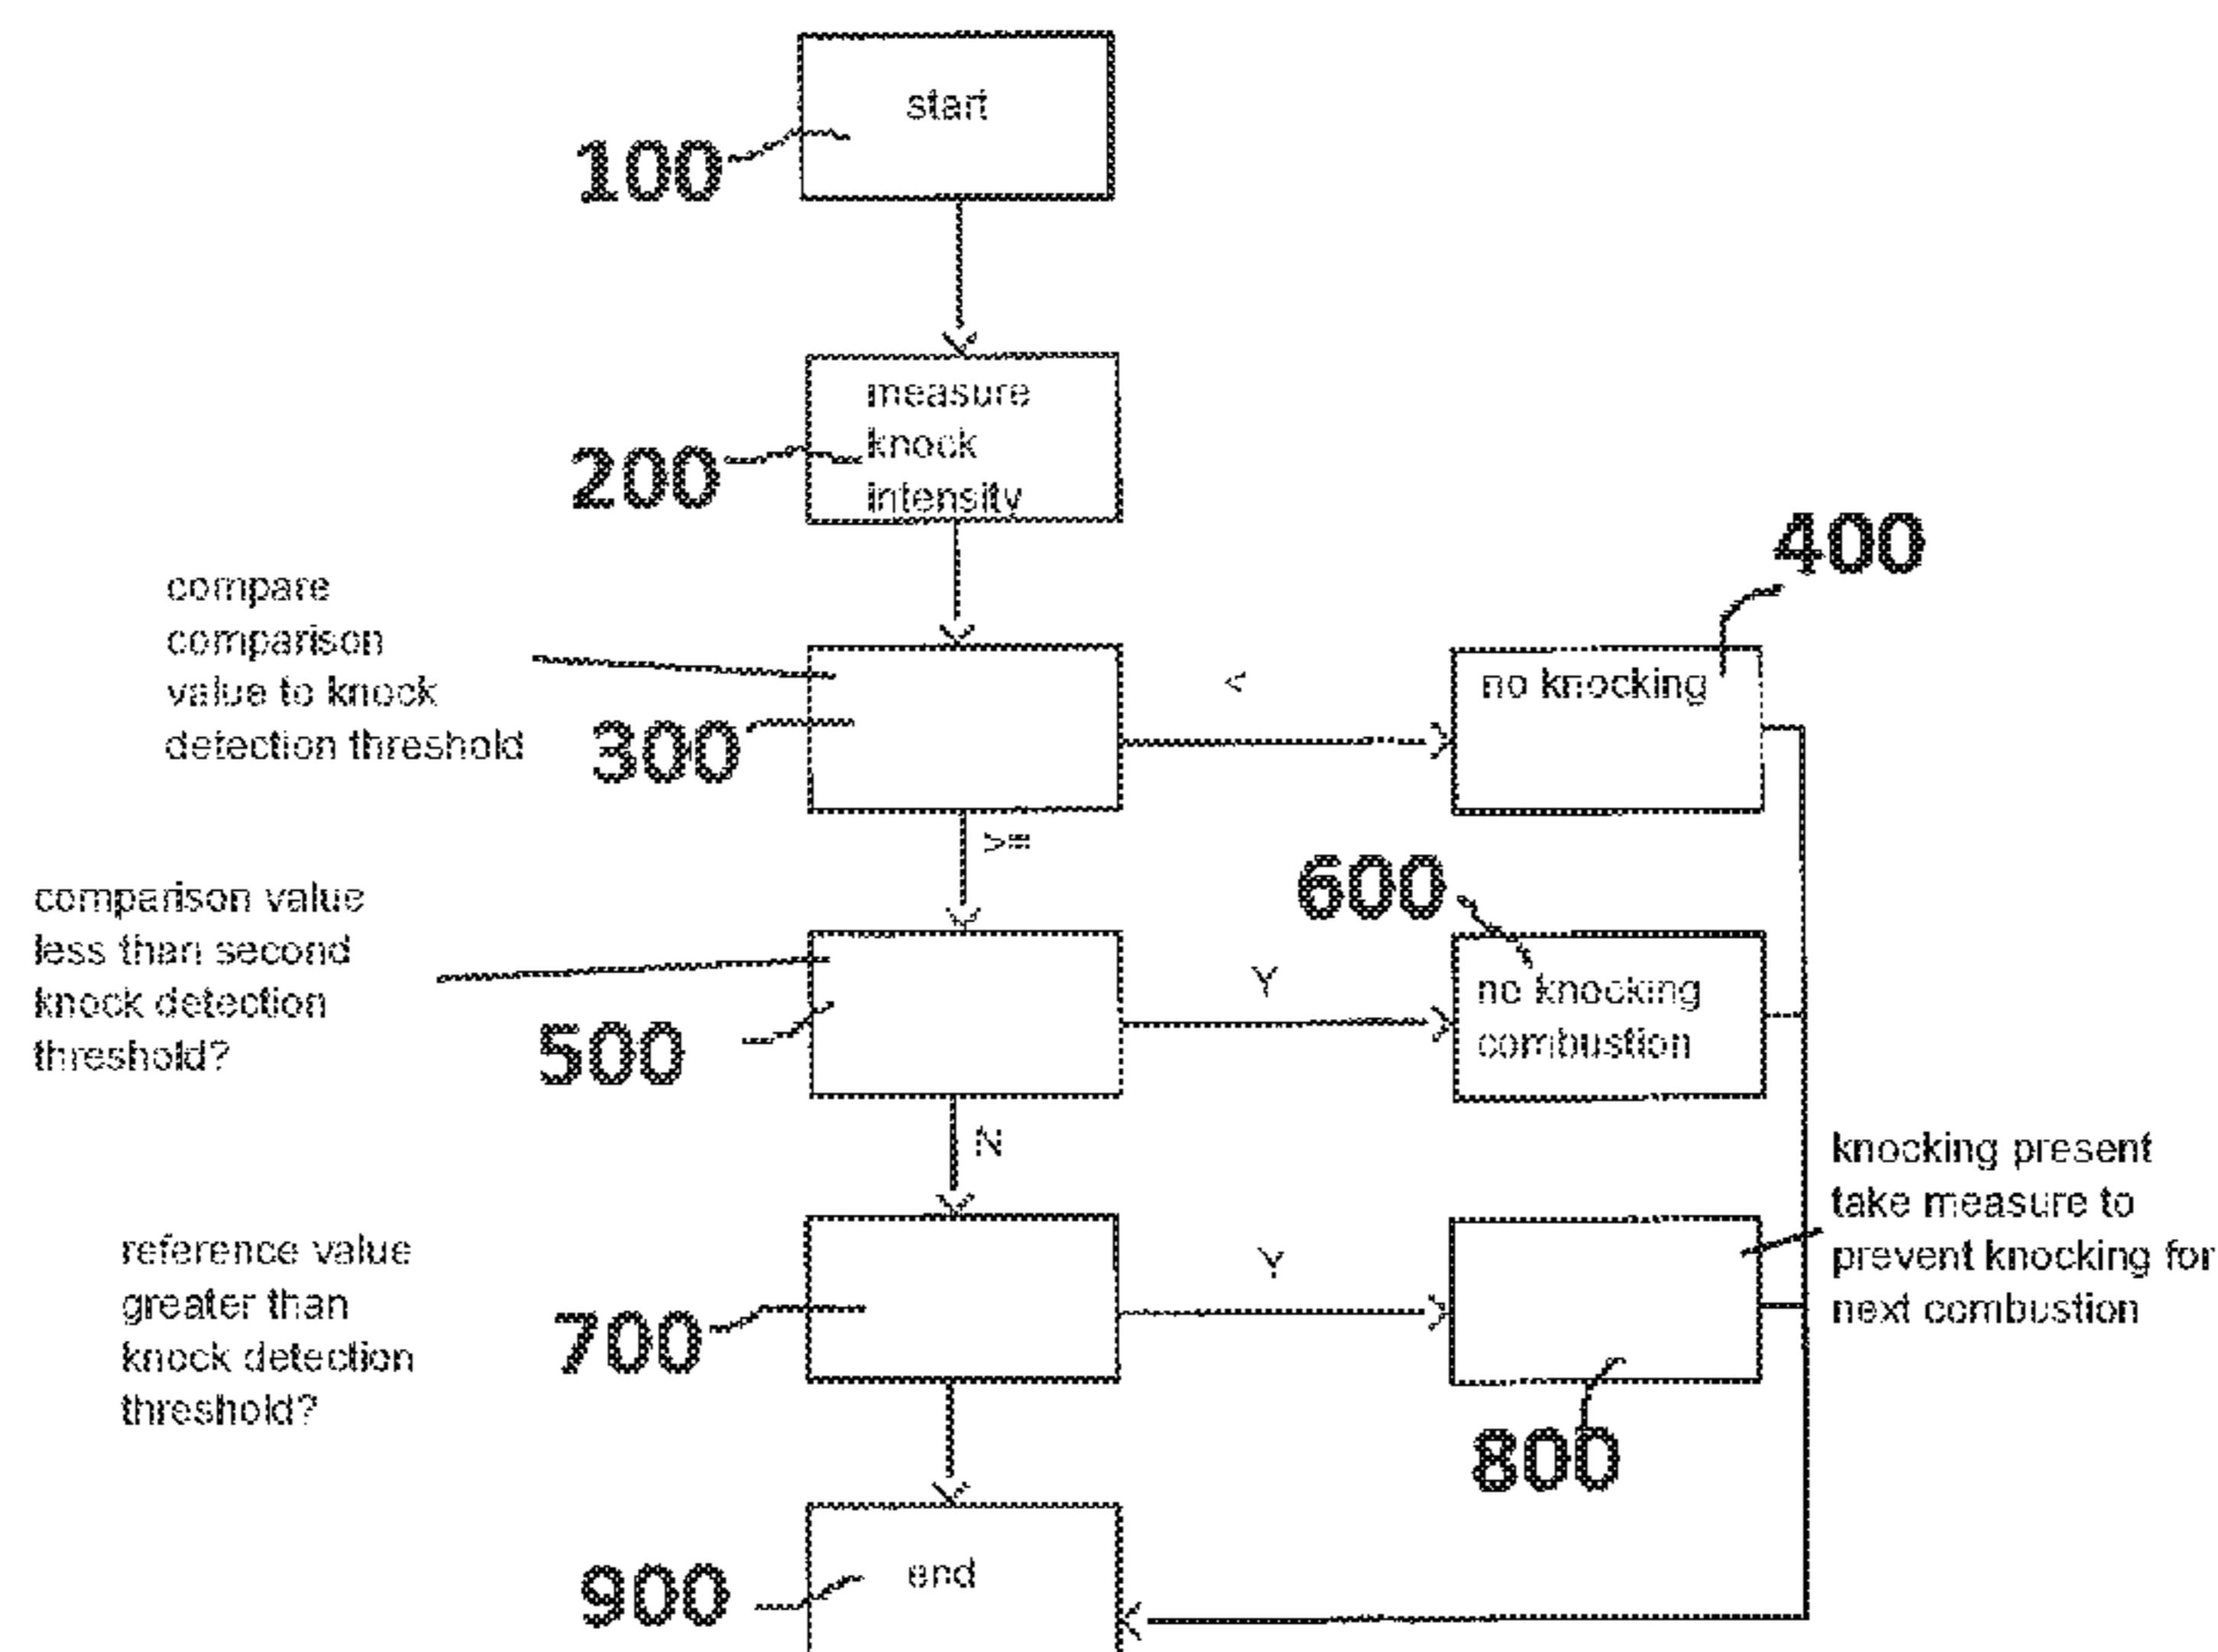 start
100
measure
knock
intensity
200
400
compare
comparison
value to knock
detection threshold
300
<
no knocking
>=
600
comparison value
less than second
knock detection
threshold?
500
Y
no knocking
combustion
N
knocking present
take measure to
prevent knocking for
next combustion
reference value
greater than
knock detection
threshold?
700
Y
800
end
900